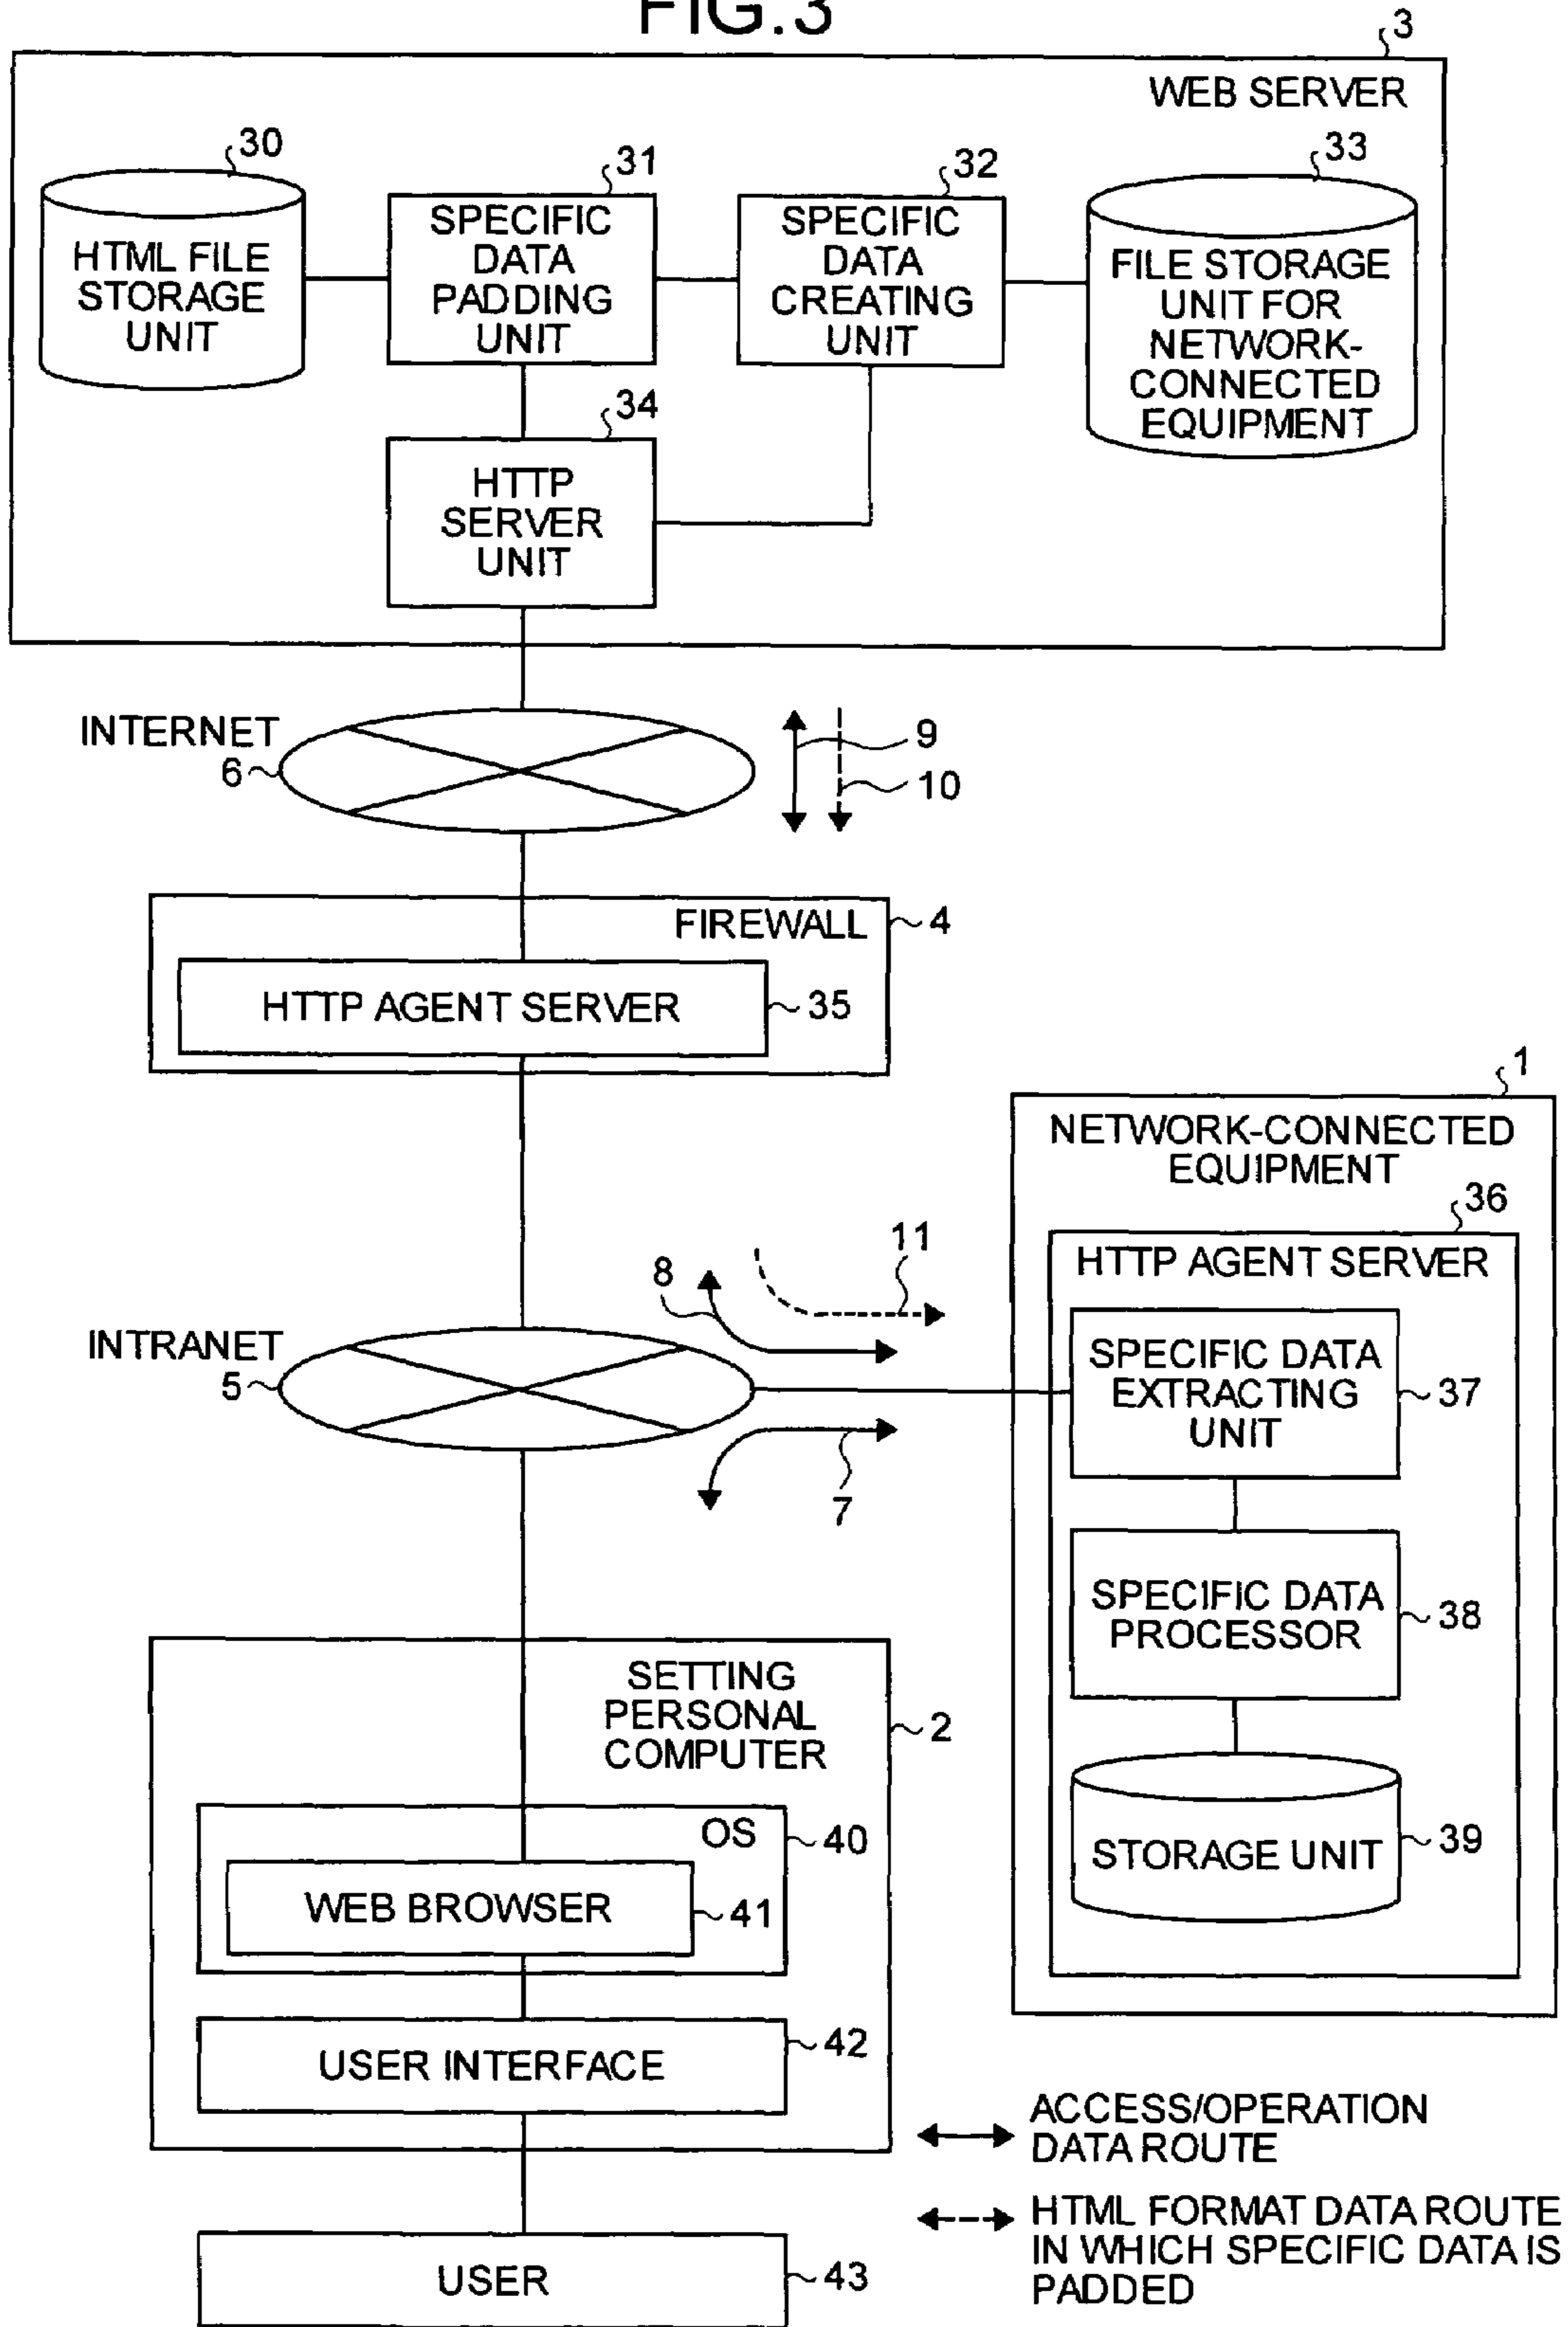 FIG.3
3
WEB SERVER
30
31
32
33
HTML FILE
STORAGE
UNIT
SPECIFIC
DATA
PADDING
UNIT
SPECIFIC
DATA
CREATING
UNIT
FILE STORAGE
UNIT FOR
NETWORK-
CONNECTED
EQUIPMENT
34
HTTP
SERVER
UNIT
INTERNET
6
9
10
FIREWALL
4
HTTP AGENT SERVER
35
1
NETWORK-CONNECTED
EQUIPMENT
36
HTTP AGENT SERVER
11
8
INTRANET
5
7
SPECIFIC DATA
EXTRACTING
UNIT
37
SPECIFIC DATA
PROCESSOR
38
STORAGE UNIT
39
SETTING
PERSONAL
COMPUTER
2
OS
40
WEB BROWSER
41
USER INTERFACE
42
USER
43
ACCESS/OPERATION
DATA ROUTE
HTML FORMAT DATA ROUTE
IN WHICH SPECIFIC DATA IS
PADDED